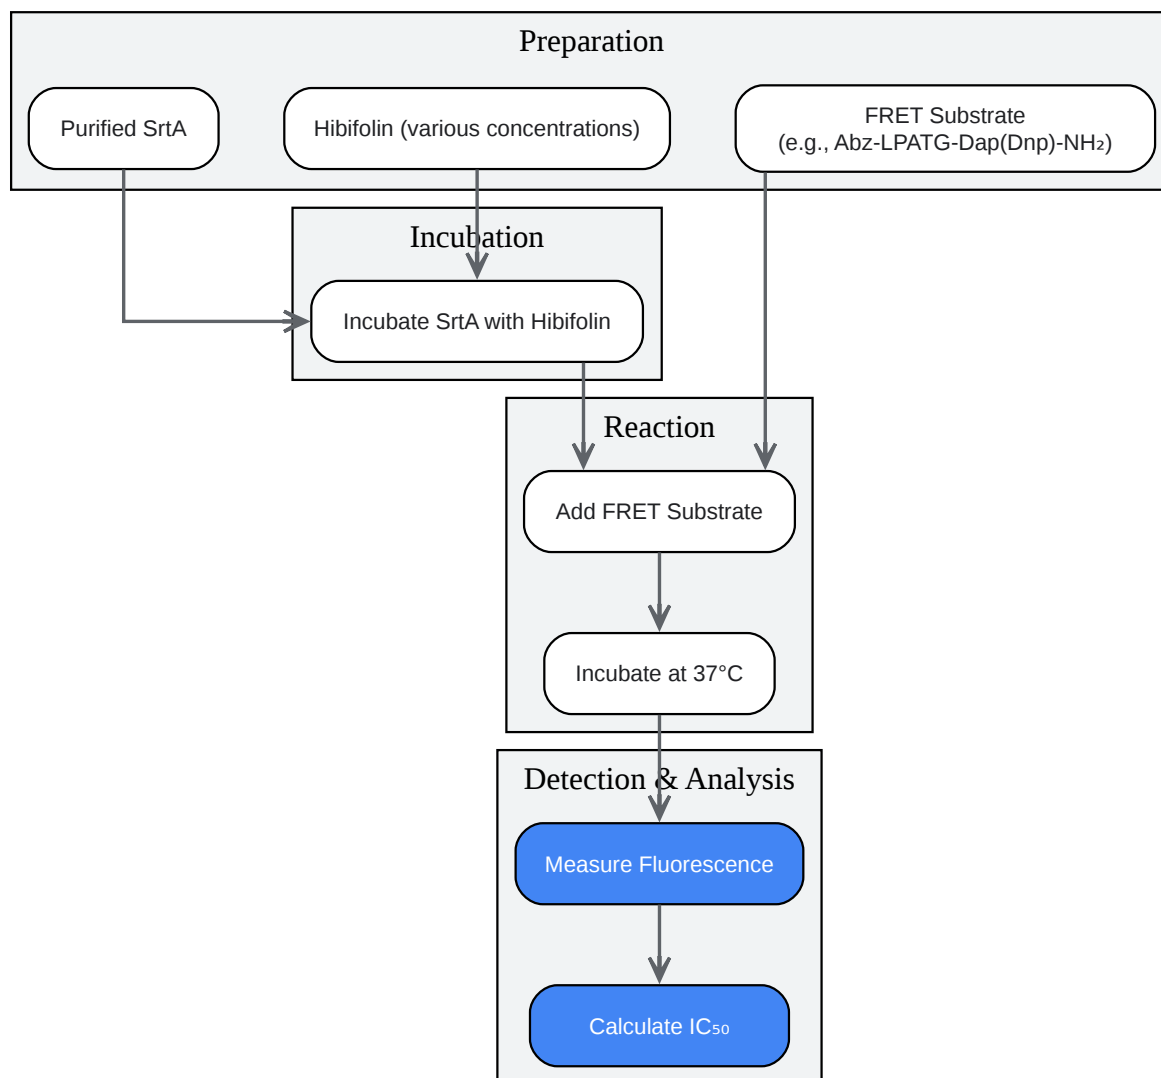 Preparation
Purified SrtA
Hibifolin (various concentrations)
FRET Substrate
(e.g., Abz-LPATG-Dap(Dnp)-NH₂)
Incubation
Incubate SrtA with Hibifolin
Reaction
Add FRET Substrate
Incubate at 37°C
Detection & Analysis
Measure Fluorescence
Calculate IC₅₀